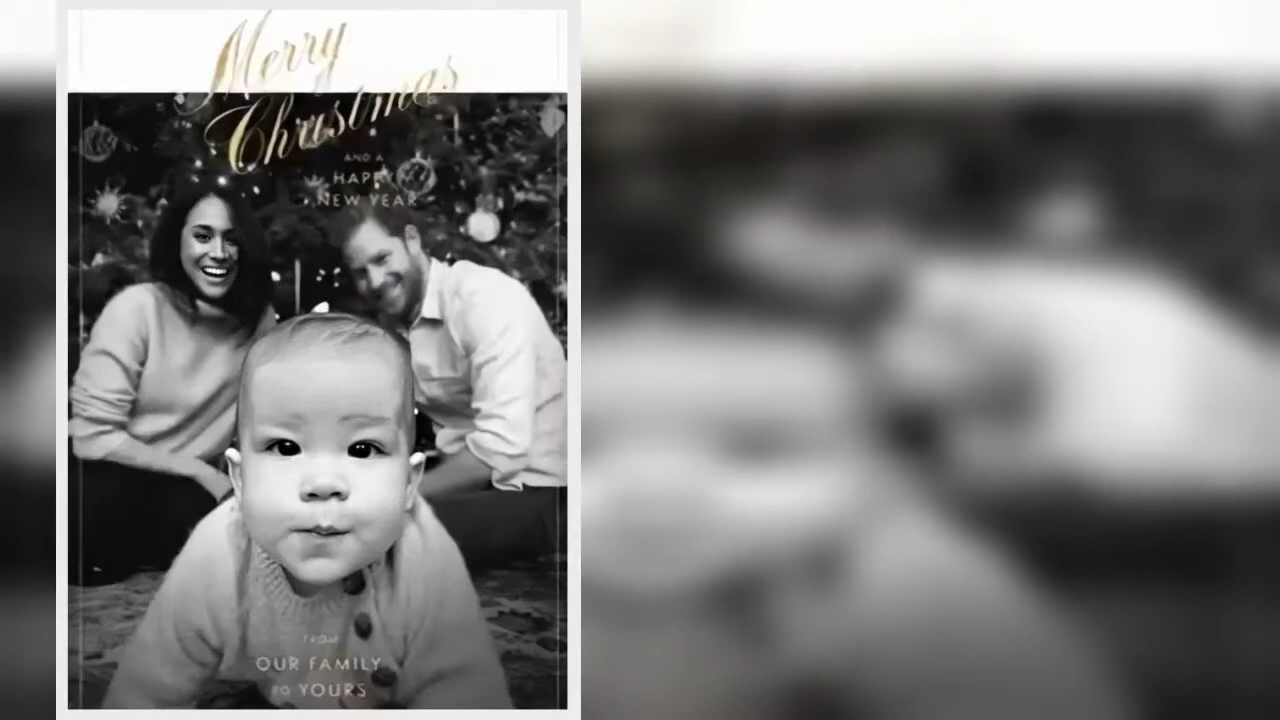 Merry
Christmas
AND A
HAPPY
NEW YEAR
from
OUR FAMILY
to YOURS